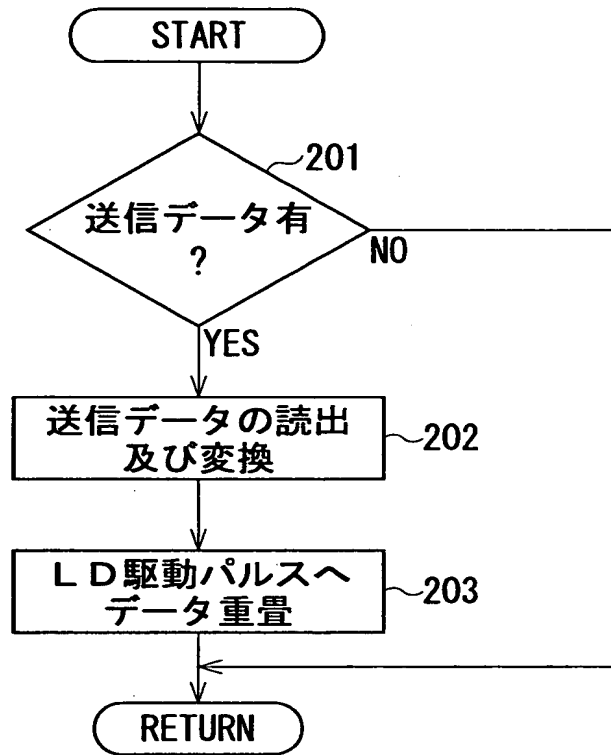 START
201
送信データ有
?
NO
YES
送信データの読出
及び変換
202
LD駆動パルスへ
データ重畳
203
RETURN